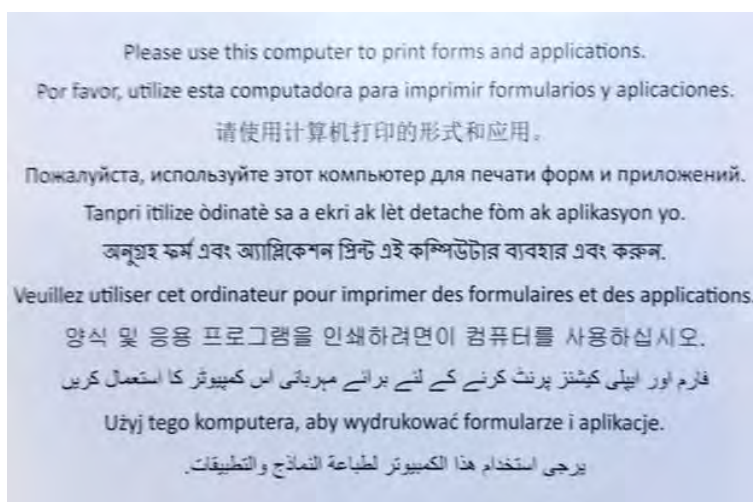 Please use this computer to print forms and applications.
Por favor, utilize esta computadora para imprimir formularios y aplicaciones.
请使用计算机打印的形式和应用。
Пожалуйста, используйте этот компьютер для печати форм и приложений.
Tanpri itilize òdinatè sa a ekri ak lèt detache fòm ak aplikasyon yo.
অনুগ্রহ ফর্ম এবং অ্যাপ্লিকেশন প্রিন্ট এই কম্পিউটার ব্যবহার এবং করুন.
Veuillez utiliser cet ordinateur pour imprimer des formulaires et des applications.
양식 및 응용 프로그램을 인쇄하려면이 컴퓨터를 사용하십시오.
فارم اور ایپلی کیشنز پرنٹ کرنے کے لئے برائے مہربانی اس کمپیوٹر کا استعمال کریں
Użyj tego komputera, aby wydrukować formularze i aplikacje.
يرجى استخدام هذا الكمبيوتر لطباعة النماذج والتطبيقات.